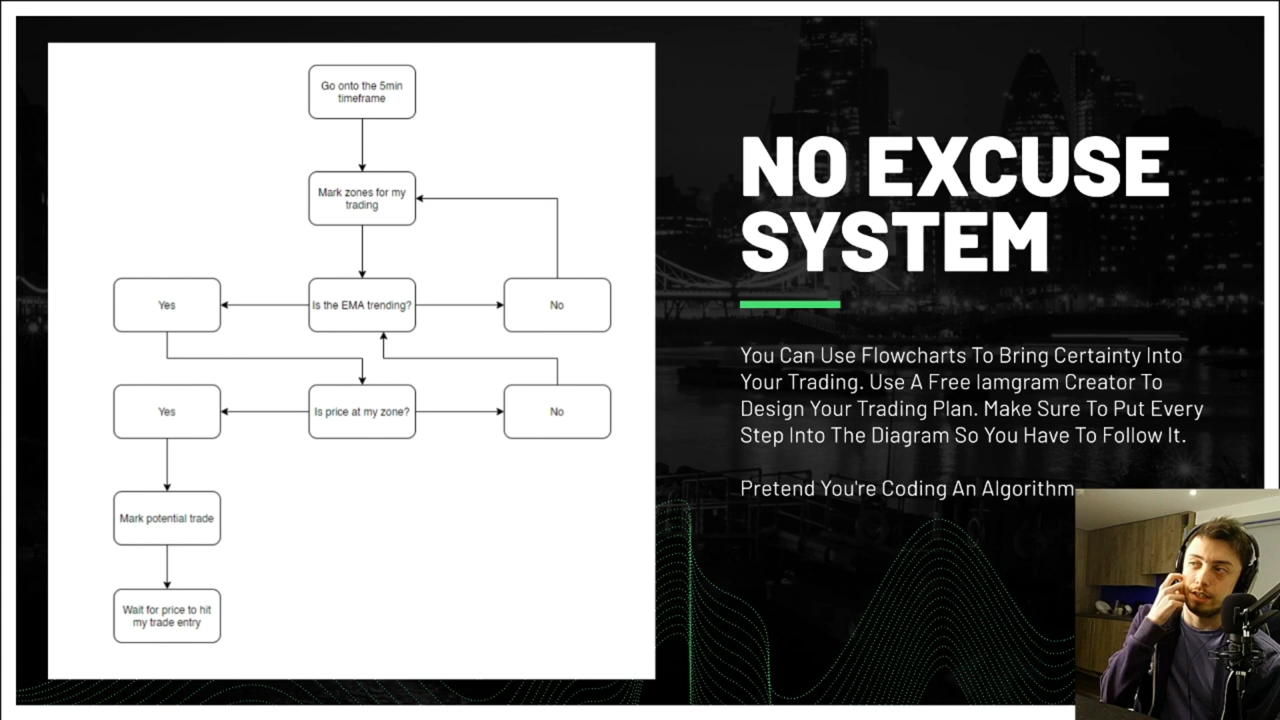 Go onto the 5min
timeframe
Mark zones for my
trading
Yes
Is the EMA trending?
No
Yes
Is price at my zone?
No
Mark potential trade
Wait for price to hit
my trade entry
NO EXCUSE
SYSTEM
You Can Use Flowcharts To Bring Certainty Into
Your Trading. Use A Free Iamgram Creator To
Design Your Trading Plan. Make Sure To Put Every
Step Into The Diagram So You Have To Follow It.
Pretend You're Coding An Algorithm